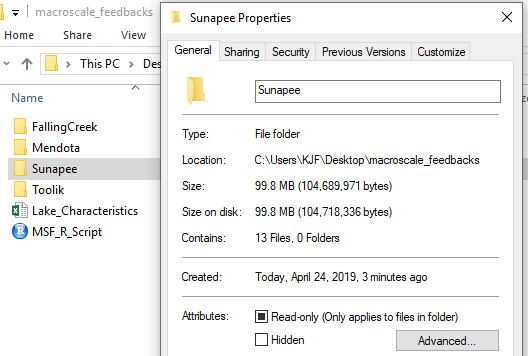 macroscale_feedbacks
File
Home
Share
View
This PC
Name
FallingCreek
Mendota
Sunapee
Toolik
Lake_Characteristics
MSF_R_Script
Sunapee Properties
General Sharing Security Previous Versions Customize
Sunapee
Type: File folder
Location: C:\Users\KJF\Desktop\macroscale_feedbacks
Size: 99.8 MB (104,689,971 bytes)
Size on disk: 99.8 MB (104,718,336 bytes)
Contains: 13 Files, 0 Folders
Created: Today, April 24, 2019, 3 minutes ago
Attributes: Read-only (Only applies to files in folder)
Hidden
Advanced...